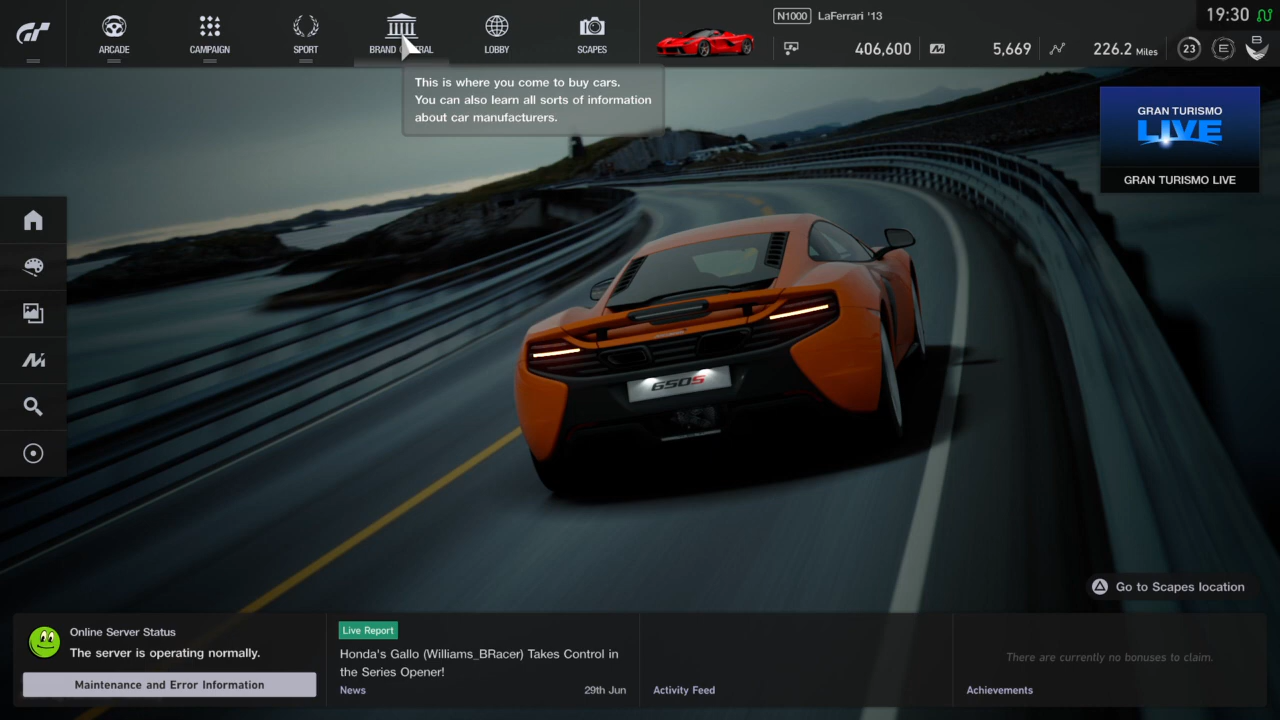 ARCADE
CAMPAIGN
SPORT
BRAND
LOBBY
SCAPES
N1000 LaFerrari '13
406,600
5,669
226.2 Miles
23
E
B
19:30
This is where you come to buy cars.
You can also learn all sorts of information
about car manufacturers.
GRAN TURISMO
LIVE
GRAN TURISMO LIVE
650S
Go to Scapes location
Online Server Status
The server is operating normally.
Maintenance and Error Information
Live Report
Honda's Gallo (Williams_BRacer) Takes Control in
the Series Opener!
News
29th Jun
Activity Feed
There are currently no bonuses to claim.
Achievements